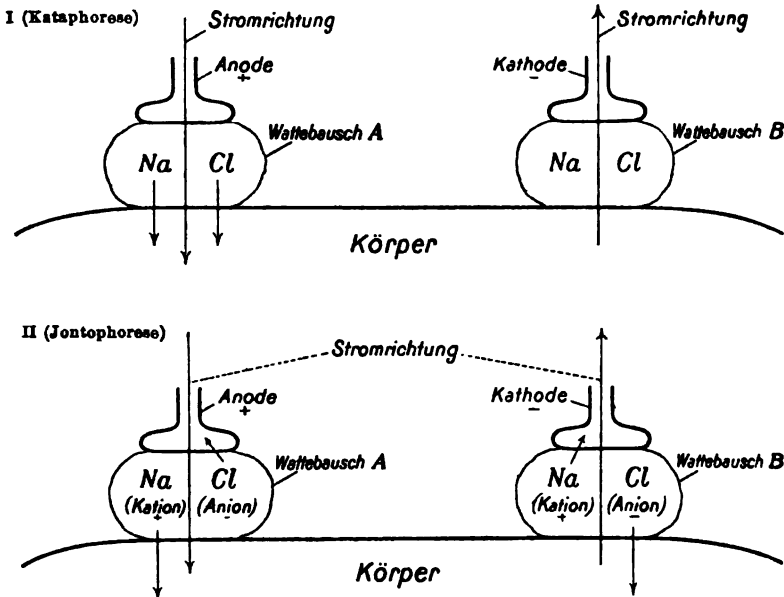 I (Kataphorese)
Stromrichtung
Stromrichtung
Anode
+
Kathode
-
Wattebausch A
Wattebausch B
Na Cl
Na Cl
Körper
II (Jontophorese)
Stromrichtung
Anode
+
Kathode
-
Wattebausch A
Wattebausch B
Na Cl
(Kation) (Anion)
+ -
Na Cl
(Kation) (Anion)
+ -
Körper